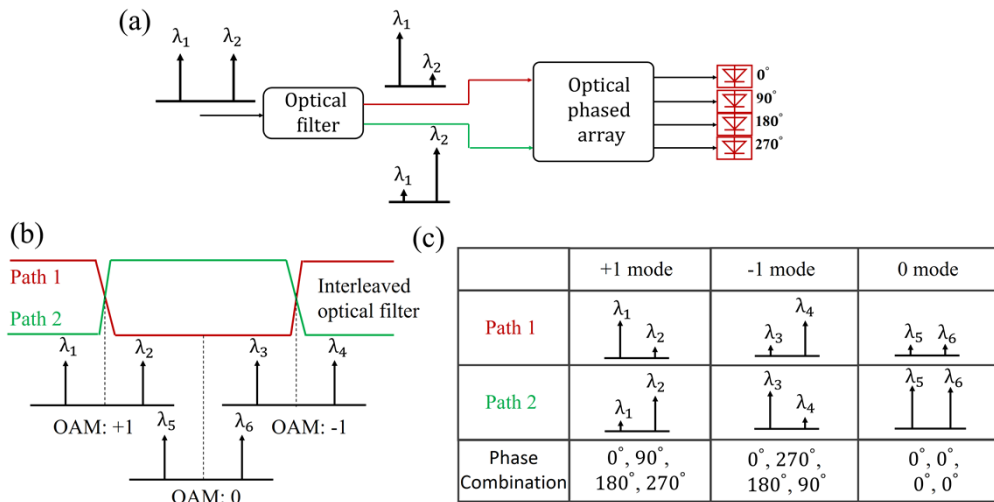 (a)
λ₁
λ₂
Optical
filter
λ₁
λ₂
λ₁
λ₂
Optical
phased
array
0°
90°
180°
270°
(b)
Path 1
Path 2
Interleaved
optical filter
λ₁
λ₂
λ₃
λ₄
OAM: +1
OAM: -1
λ₅
λ₆
OAM: 0
(c)
+1 mode
-1 mode
0 mode
Path 1
λ₁
λ₂
λ₃
λ₄
λ₅
λ₆
Path 2
λ₁
λ₂
λ₃
λ₄
λ₅
λ₆
Phase
Combination
0°, 90°,
180°, 270°
0°, 270°,
180°, 90°
0°, 0°,
0°, 0°